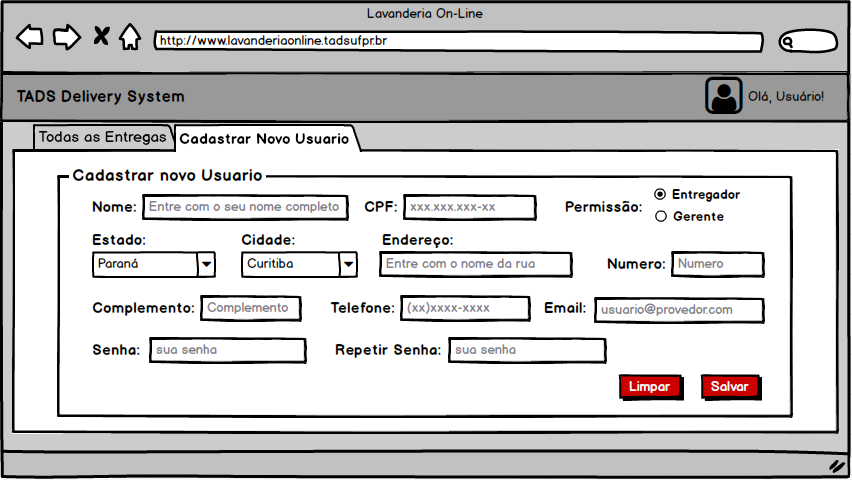 Lavanderia On-Line
http://www.lavanderiaonline.tadsufpr.br
TADS Delivery System
Olá, Usuário!
Todas as Entregas
Cadastrar Novo Usuario
Cadastrar novo Usuario
Nome: Entre com o seu nome completo CPF: xxx.xxx.xxx-xx Permissão: Entregador
Gerente
Estado: Cidade: Endereço:
Paraná Curitiba Entre com o nome da rua Numero: Numero
Complemento: Complemento Telefone: (xx)xxxx-xxxx Email: usuario@provedor.com
Senha: sua senha Repetir Senha: sua senha
Limpar Salvar